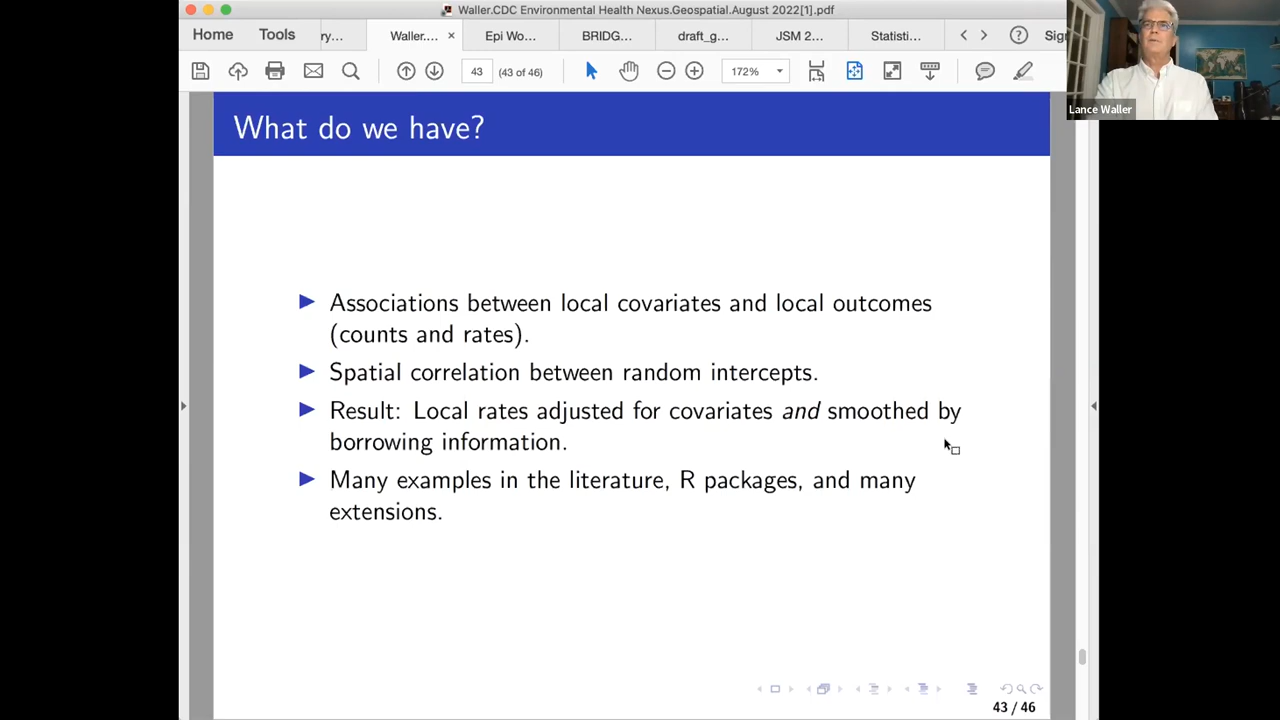 Waller.CDC Environmental Health Nexus.Geospatial.August 2022[1].pdf
Home Tools ry... Waller.... × Epi Wo... BRIDG... draft_g... JSM 2... Statisti... Sig
43 (43 of 46) 172%
Lance Waller
What do we have?
Associations between local covariates and local outcomes
(counts and rates).
Spatial correlation between random intercepts.
Result: Local rates adjusted for covariates and smoothed by
borrowing information.
Many examples in the literature, R packages, and many
extensions.
43 / 46